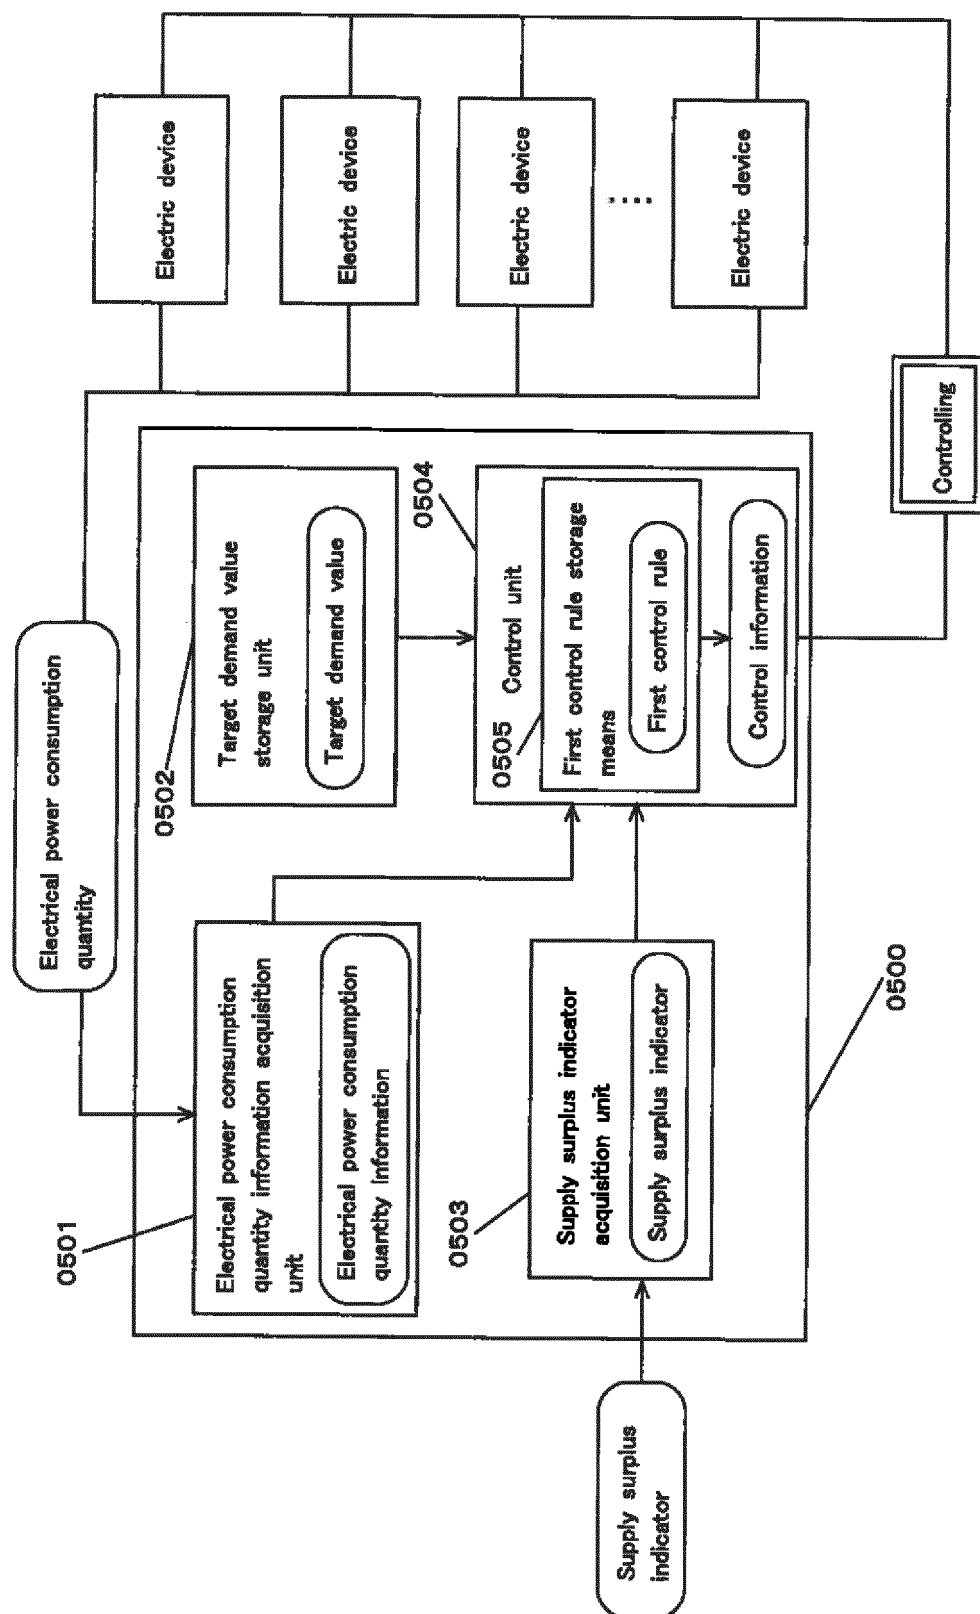 Electrical power consumption
quantity
0501
Electrical power consumption
quantity information acquisition
unit
Electrical power consumption
quantity information
0502
Target demand value
storage unit
Target demand value
Supply surplus
indicator
0503
Supply surplus indicator
acquisition unit
Supply surplus indicator
0504
Control unit
0505
First control rule storage
means
First control rule
Control information
0500
Controlling
Electric device
Electric device
Electric device
Electric device